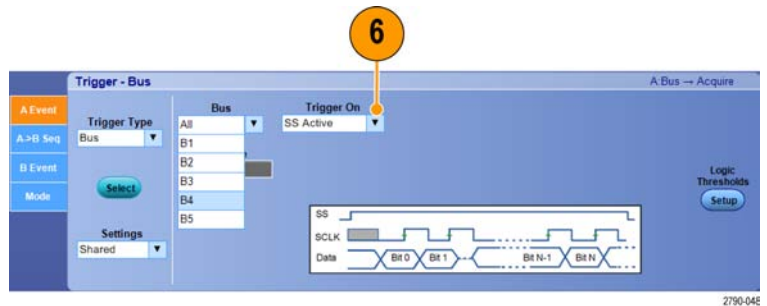 6
Trigger - Bus
A:Bus → Acquire
A Event
A->B Seq
B Event
Mode
Trigger Type
Bus
Select
Settings
Shared
Bus
All
B1
B2
B3
B4
B5
Trigger On
SS Active
SS
SCLK
Data
Bit 0
Bit 1
Bit N-1
Bit N
Logic
Thresholds
Setup
2790-048